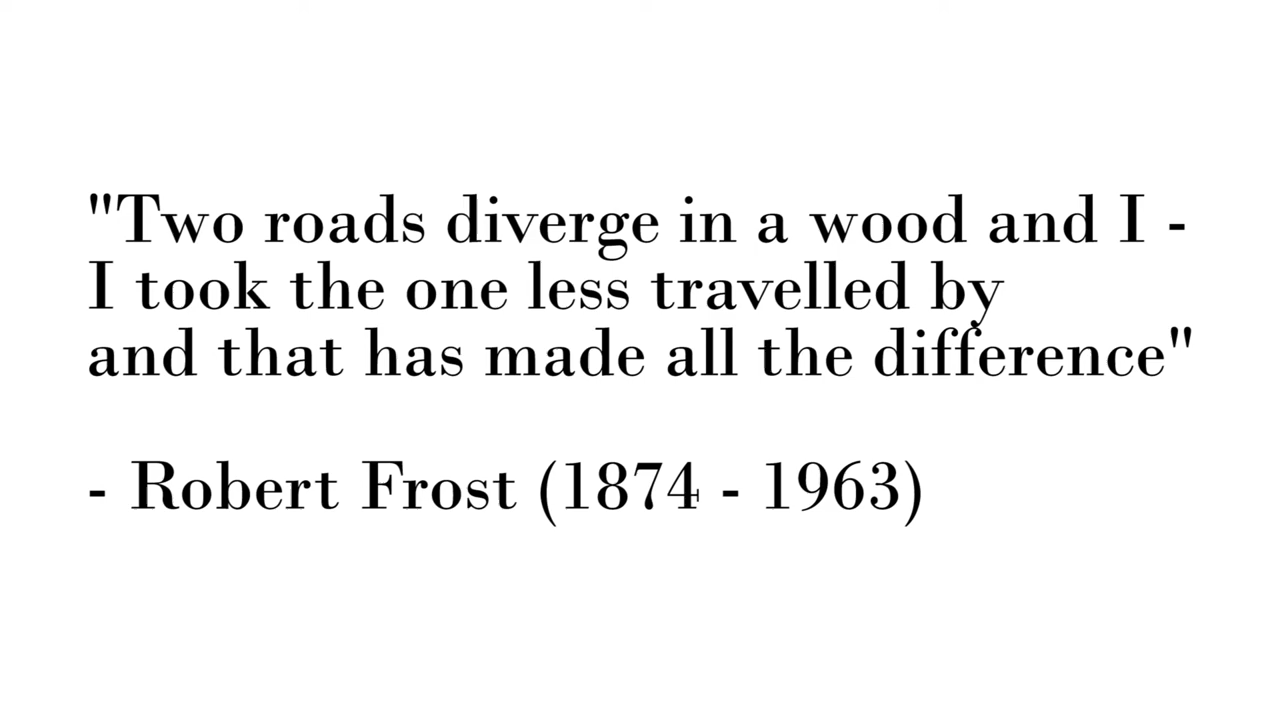 "Two roads diverge in a wood and I -
I took the one less travelled by
and that has made all the difference"
- Robert Frost (1874 - 1963)